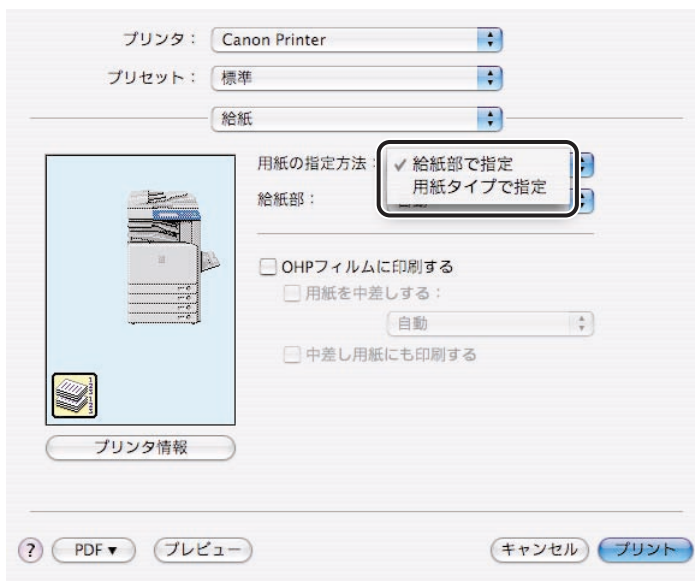 プリンタ： Canon Printer
プリセット： 標準
給紙
用紙の指定方法： ✓ 給紙部で指定
用紙タイプで指定
給紙部： 自動
OHPフィルムに印刷する
用紙を中差しする：
自動
中差し用紙にも印刷する
プリンタ情報
? PDF▼ プレビュー キャンセル プリント